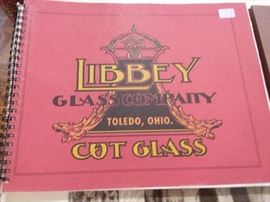 LIBBEY
GLASS COMPANY
TOLEDO, OHIO.
CUT GLASS